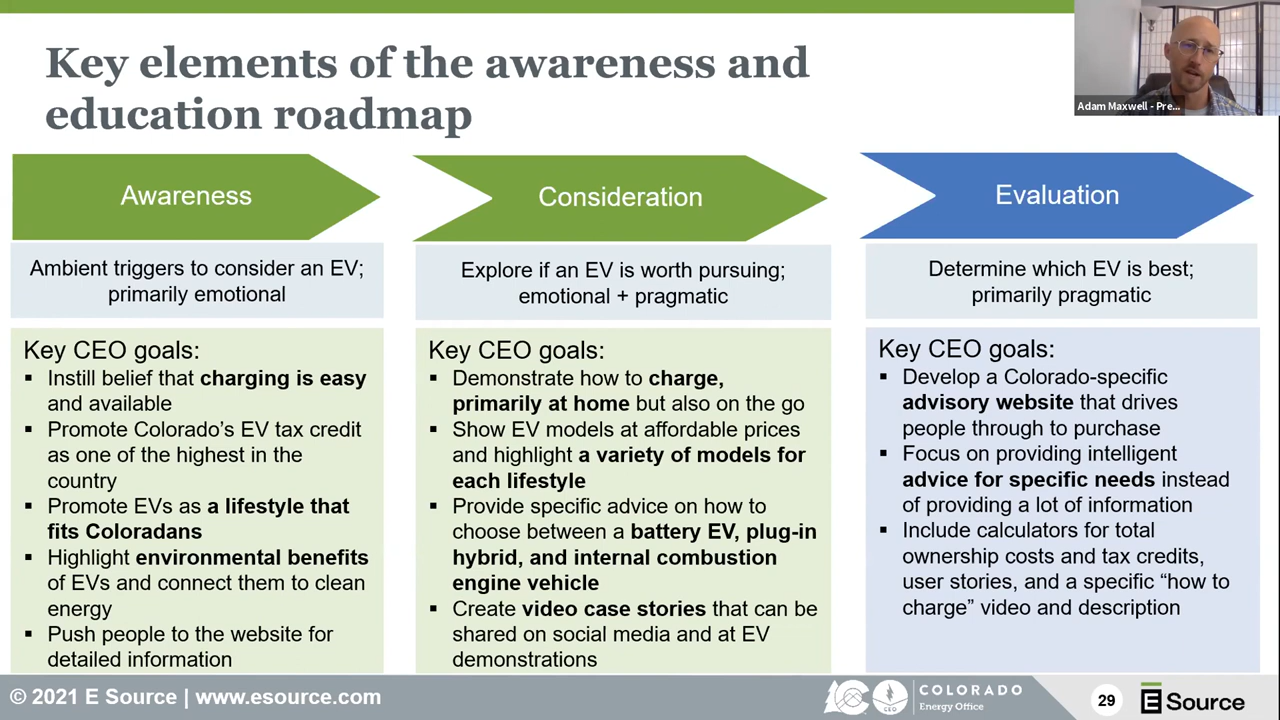 Key elements of the awareness and
education roadmap
Adam Maxwell - Pre...
Awareness
Ambient triggers to consider an EV;
primarily emotional
Key CEO goals:
▪ Instill belief that charging is easy
and available
▪ Promote Colorado's EV tax credit
as one of the highest in the
country
▪ Promote EVs as a lifestyle that
fits Coloradans
▪ Highlight environmental benefits
of EVs and connect them to clean
energy
▪ Push people to the website for
detailed information
Consideration
Explore if an EV is worth pursuing;
emotional + pragmatic
Key CEO goals:
▪ Demonstrate how to charge,
primarily at home but also on the go
▪ Show EV models at affordable prices
and highlight a variety of models for
each lifestyle
▪ Provide specific advice on how to
choose between a battery EV, plug-in
hybrid, and internal combustion
engine vehicle
▪ Create video case stories that can be
shared on social media and at EV
demonstrations
Evaluation
Determine which EV is best;
primarily pragmatic
Key CEO goals:
▪ Develop a Colorado-specific
advisory website that drives
people through to purchase
▪ Focus on providing intelligent
advice for specific needs instead
of providing a lot of information
▪ Include calculators for total
ownership costs and tax credits,
user stories, and a specific “how to
charge” video and description
© 2021 E Source | www.esource.com
CEO
COLORADO
Energy Office
29
E Source